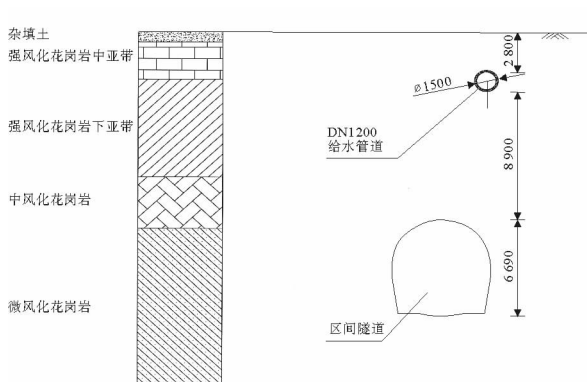 杂填土
强风化花岗岩中亚带
强风化花岗岩下亚带
中风化花岗岩
微风化花岗岩
2 800
ø1500
DN1200
给水管道
8 900
6 690
区间隧道